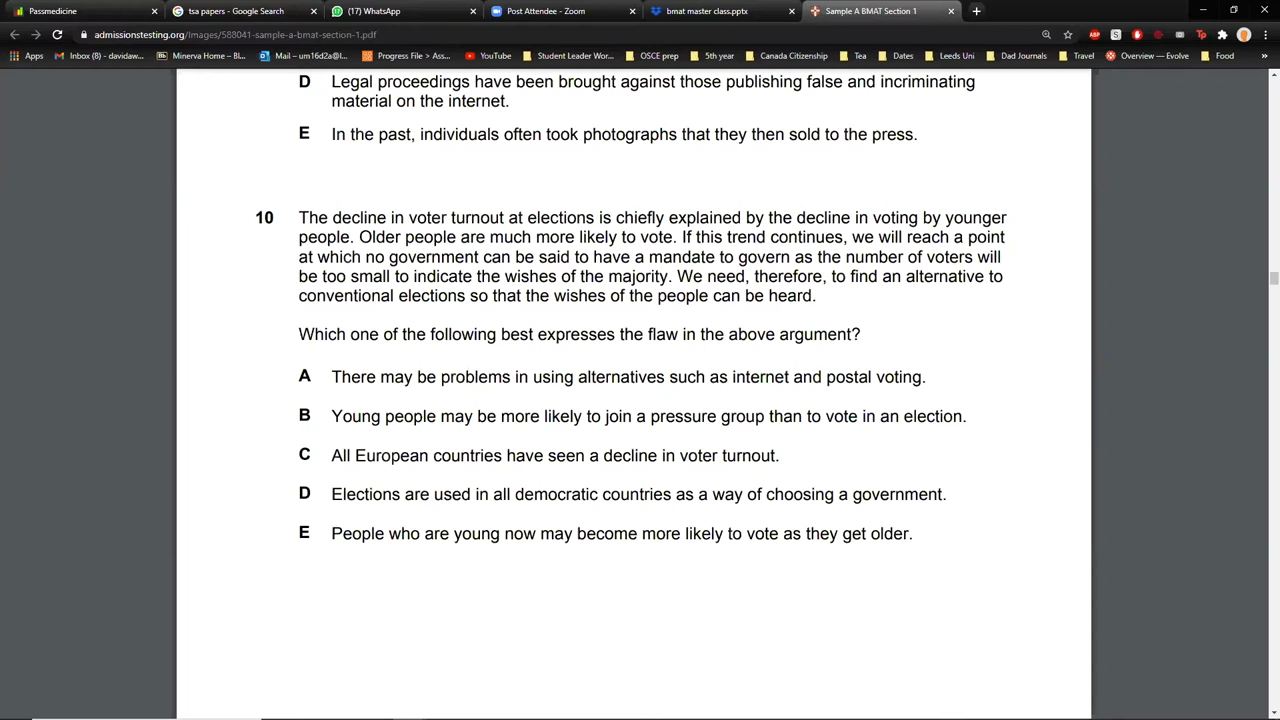 Passmedicine
tsa papers - Google Search
(17) WhatsApp
Post Attendee - Zoom
bmat master class.pptx
Sample A BMAT Section 1
admissionstesting.org/Images/588041-sample-a-bmat-section-1.pdf
Apps
Inbox (8) - davidaw...
Minerva Home – Bl...
Mail – um16d2a@l...
Progress File > Ass...
YouTube
Student Leader Wor...
OSCE prep
5th year
Canada Citizenship
Tea
Dates
Leeds Uni
Dad Journals
Travel
Overview — Evolve
Food
D Legal proceedings have been brought against those publishing false and incriminating
material on the internet.
E In the past, individuals often took photographs that they then sold to the press.
10 The decline in voter turnout at elections is chiefly explained by the decline in voting by younger
people. Older people are much more likely to vote. If this trend continues, we will reach a point
at which no government can be said to have a mandate to govern as the number of voters will
be too small to indicate the wishes of the majority. We need, therefore, to find an alternative to
conventional elections so that the wishes of the people can be heard.
Which one of the following best expresses the flaw in the above argument?
A There may be problems in using alternatives such as internet and postal voting.
B Young people may be more likely to join a pressure group than to vote in an election.
C All European countries have seen a decline in voter turnout.
D Elections are used in all democratic countries as a way of choosing a government.
E People who are young now may become more likely to vote as they get older.